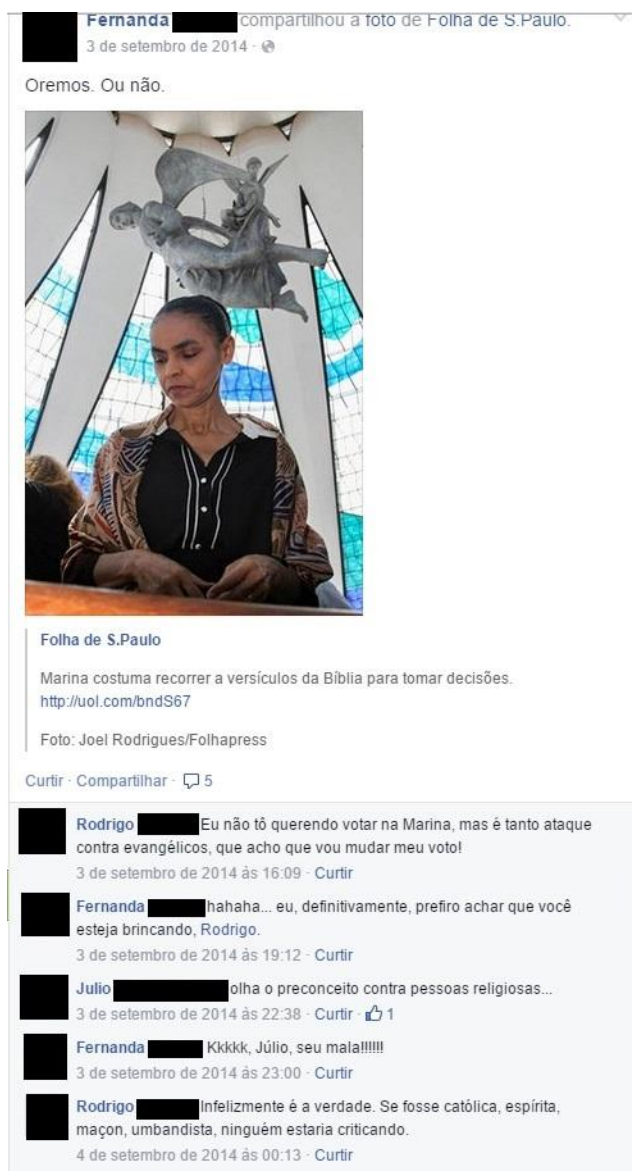 Fernanda compartilhou a foto de Folha de S.Paulo.
3 de setembro de 2014 ·
Oremos. Ou não.
Folha de S.Paulo
Marina costuma recorrer a versículos da Bíblia para tomar decisões.
http://uol.com/bndS67
Foto: Joel Rodrigues/Folhapress
Curtir · Compartilhar · 5
Rodrigo Eu não tô querendo votar na Marina, mas é tanto ataque
contra evangélicos, que acho que vou mudar meu voto!
3 de setembro de 2014 às 16:09 · Curtir
Fernanda hahaha... eu, definitivamente, prefiro achar que você
esteja brincando, Rodrigo.
3 de setembro de 2014 às 19:12 · Curtir
Julio olha o preconceito contra pessoas religiosas...
3 de setembro de 2014 às 22:38 · Curtir · 1
Fernanda Kkkkk, Júlio, seu mala!!!!!!
3 de setembro de 2014 às 23:00 · Curtir
Rodrigo Infelizmente é a verdade. Se fosse católica, espírita,
maçon, umbandista, ninguém estaria criticando.
4 de setembro de 2014 às 00:13 · Curtir